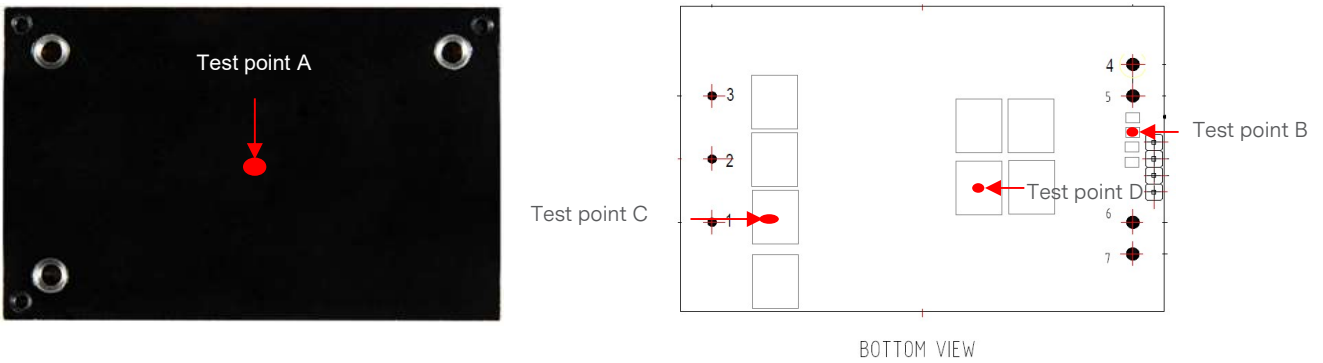 Test point A
3
2
1
4
5
6
7
Test point B
Test point D
Test point C
BOTTOM VIEW